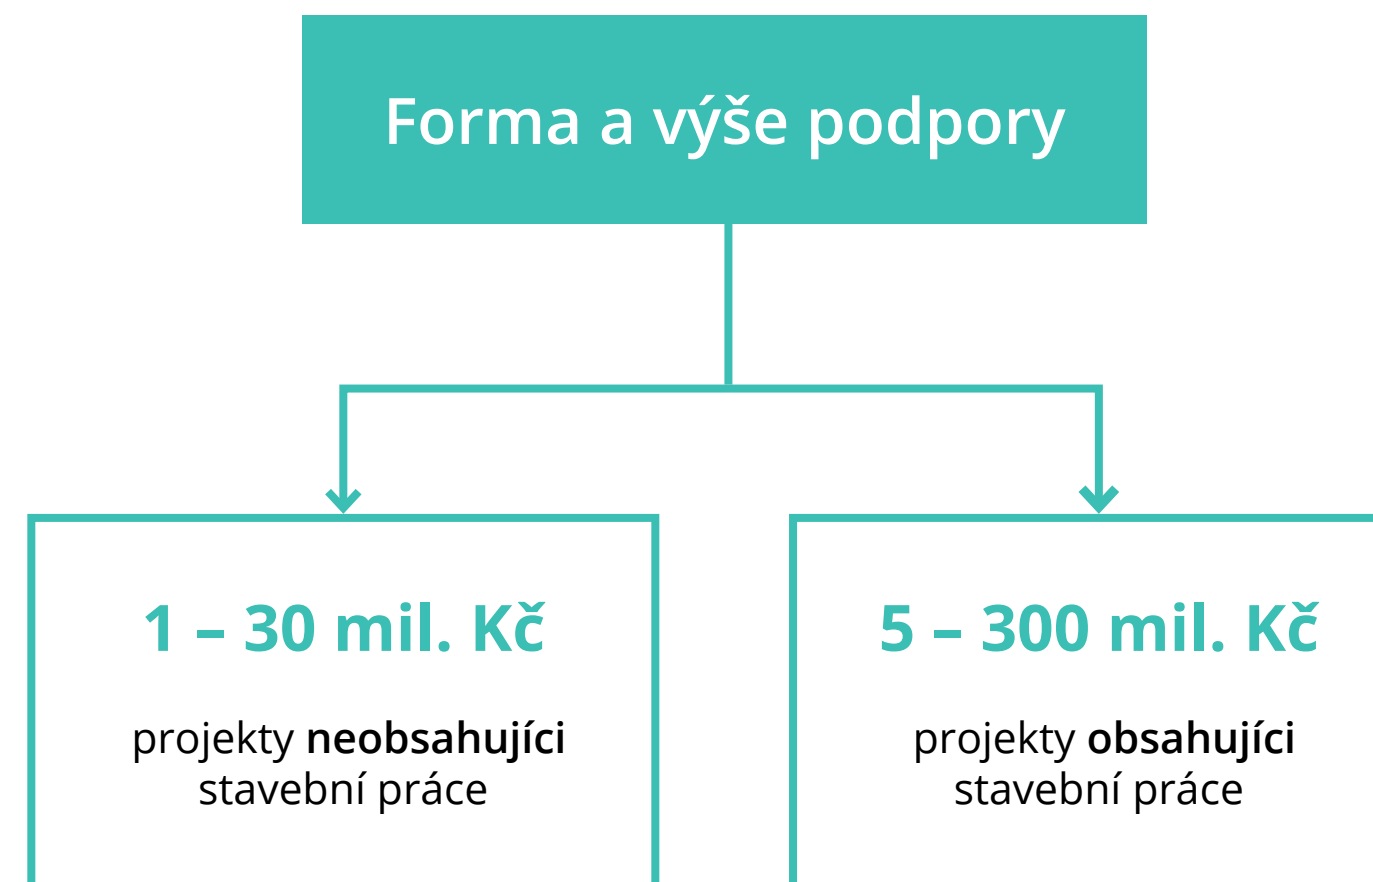 Forma a výše podpory
1 – 30 mil. Kč
projekty neobsahujíci
stavební práce
5 – 300 mil. Kč
projekty obsahujíci
stavební práce